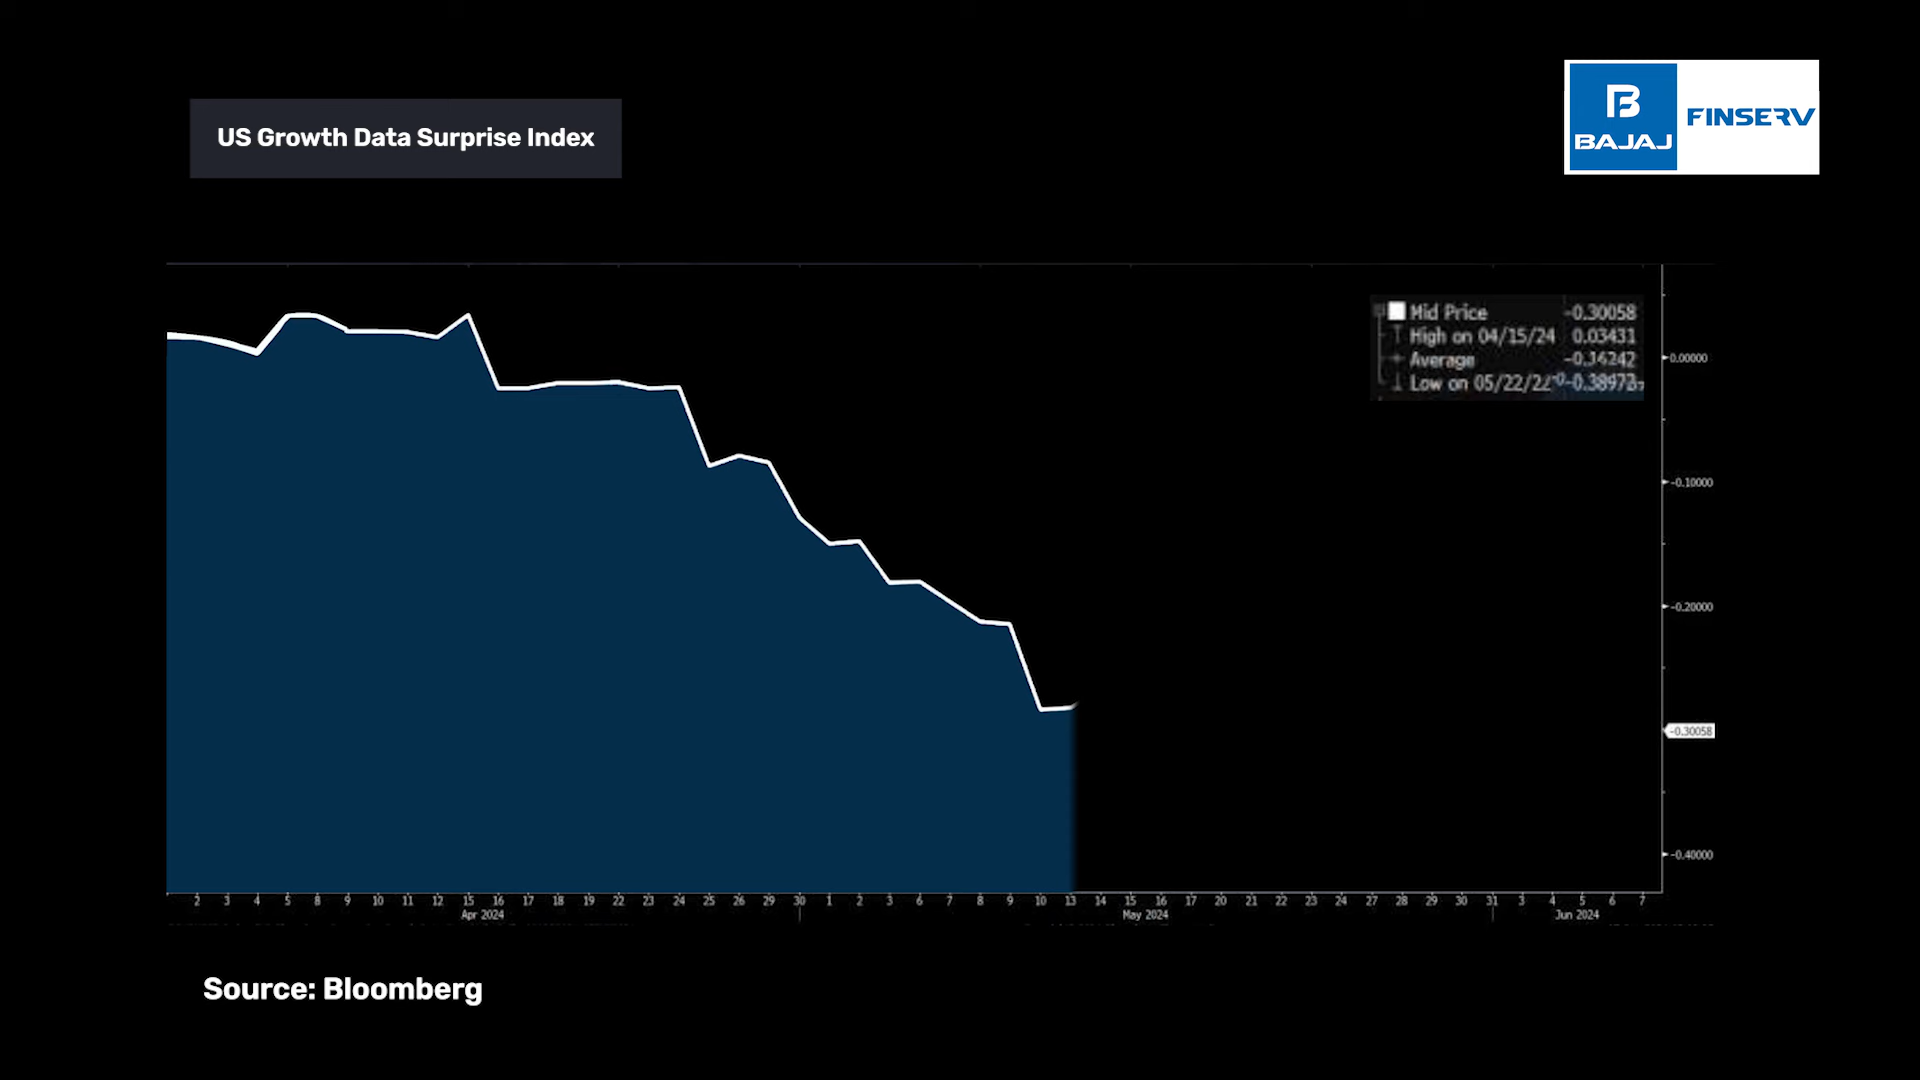 US Growth Data Surprise Index
B
BAJAJ
FINSERV
Mid Price -0.30058
High on 04/15/24 0.03431
Average -0.16242
Low on 05/22/2
0.00000
-0.10000
-0.20000
-0.30058
-0.40000
2 3 4 5 8 9 10 11 12 15 16 17 18 19 22 23 24 25 26 29 30 1 2 3 6 7 8 9 10 13 14 15 16 17 20 21 22 23 24 27 28 29 30 31 3 4 5 6 7
Apr 2024 May 2024 Jun 2024
Source: Bloomberg